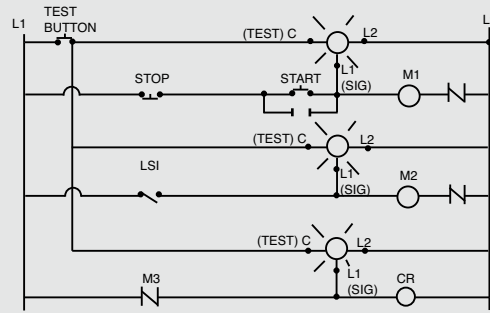 L1
TEST
BUTTON
(TEST) C
L2
L
L1
(SIG)
STOP
START
M1
(TEST) C
L2
L1
(SIG)
LSI
M2
(TEST) C
L2
L1
(SIG)
M3
CR